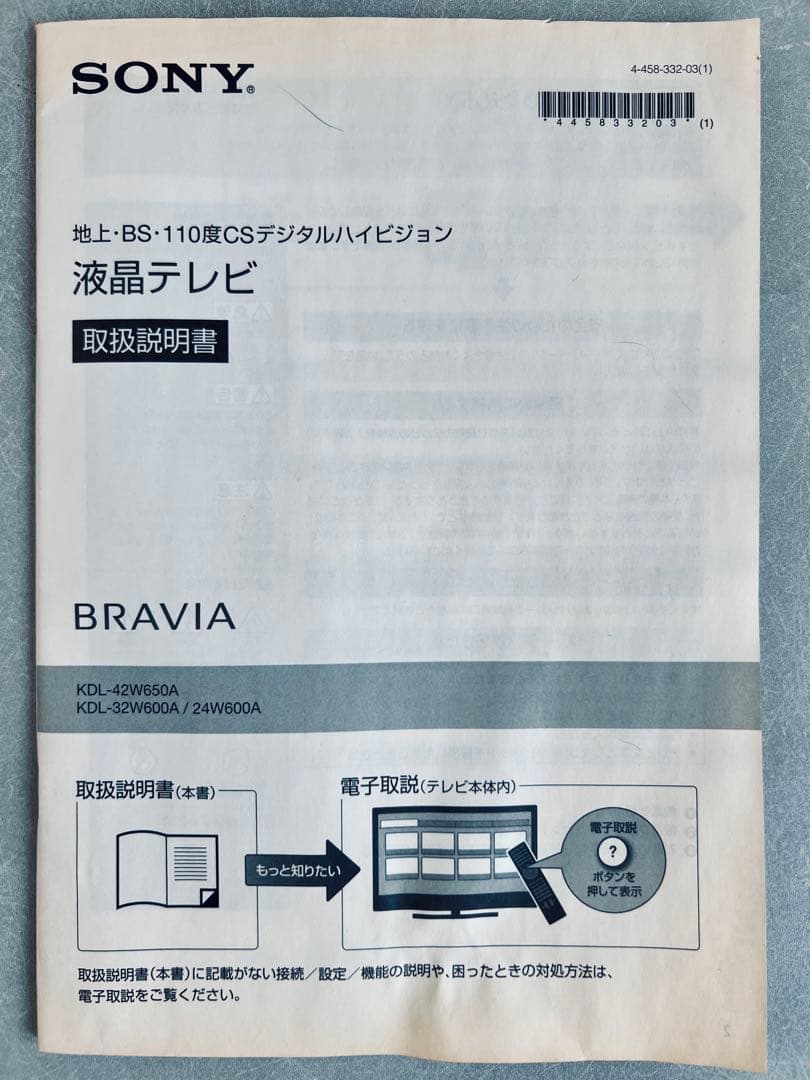 SONY®
4-458-332-03(1)
*445833203* (1)
地上・BS・110度CSデジタルハイビジョン
液晶テレビ
取扱説明書
BRAVIA
KDL-42W650A
KDL-32W600A / 24W600A
取扱説明書(本書)
電子取説(テレビ本体内)
もっと知りたい
電子取説
?
ボタンを
押して表示
取扱説明書(本書)に記載がない接続/設定/機能の説明や、困ったときの対処方法は、
電子取説をご覧ください。